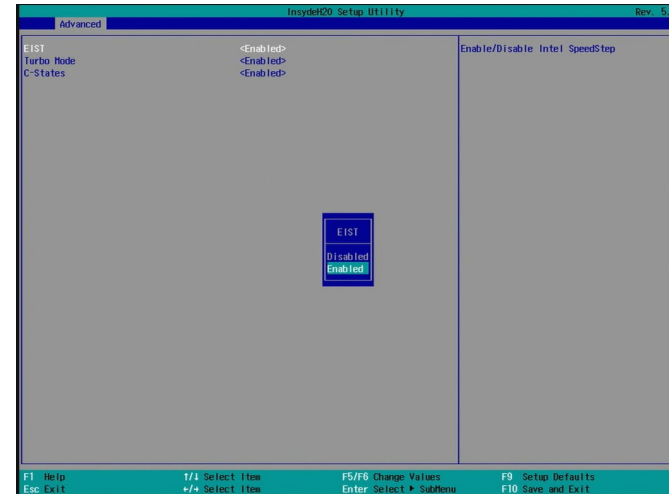 InsydeH20 Setup Utility Rev. 5.
Advanced
EIST <Enabled> Enable/Disable Intel SpeedStep
Turbo Mode <Enabled>
C-States <Enabled>
EIST
Disabled
Enabled
F1 Help ↑/↓ Select Item F5/F6 Change Values F9 Setup Defaults
Esc Exit ←/→ Select Item Enter Select ▶ SubMenu F10 Save and Exit